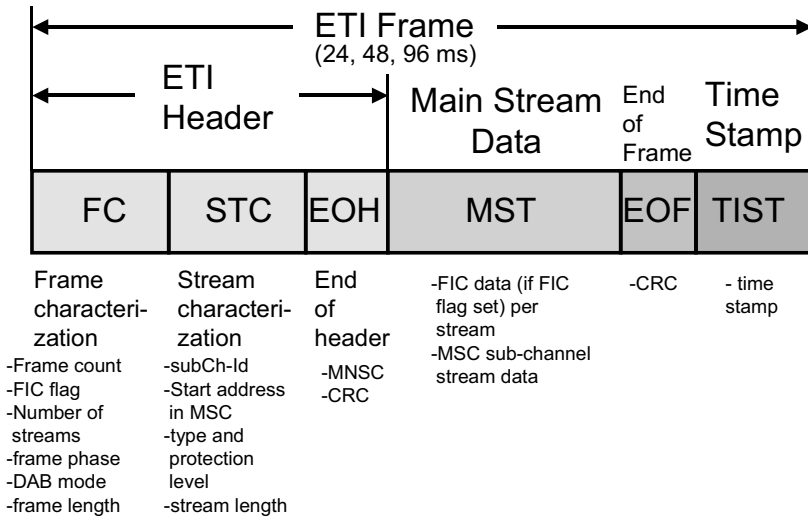 ETI Frame
(24, 48, 96 ms)
ETI
Header
Main Stream
Data
End
of
Frame
Time
Stamp
FC
STC
EOH
MST
EOF
TIST
Frame
characteri-
zation
-Frame count
-FIC flag
-Number of
streams
-frame phase
-DAB mode
-frame length
Stream
characteri-
zation
-subCh-Id
-Start address
in MSC
-type and
protection
level
-stream length
End
of
header
-MNSC
-CRC
-FIC data (if FIC
flag set) per
stream
-MSC sub-channel
stream data
-CRC
- time
stamp